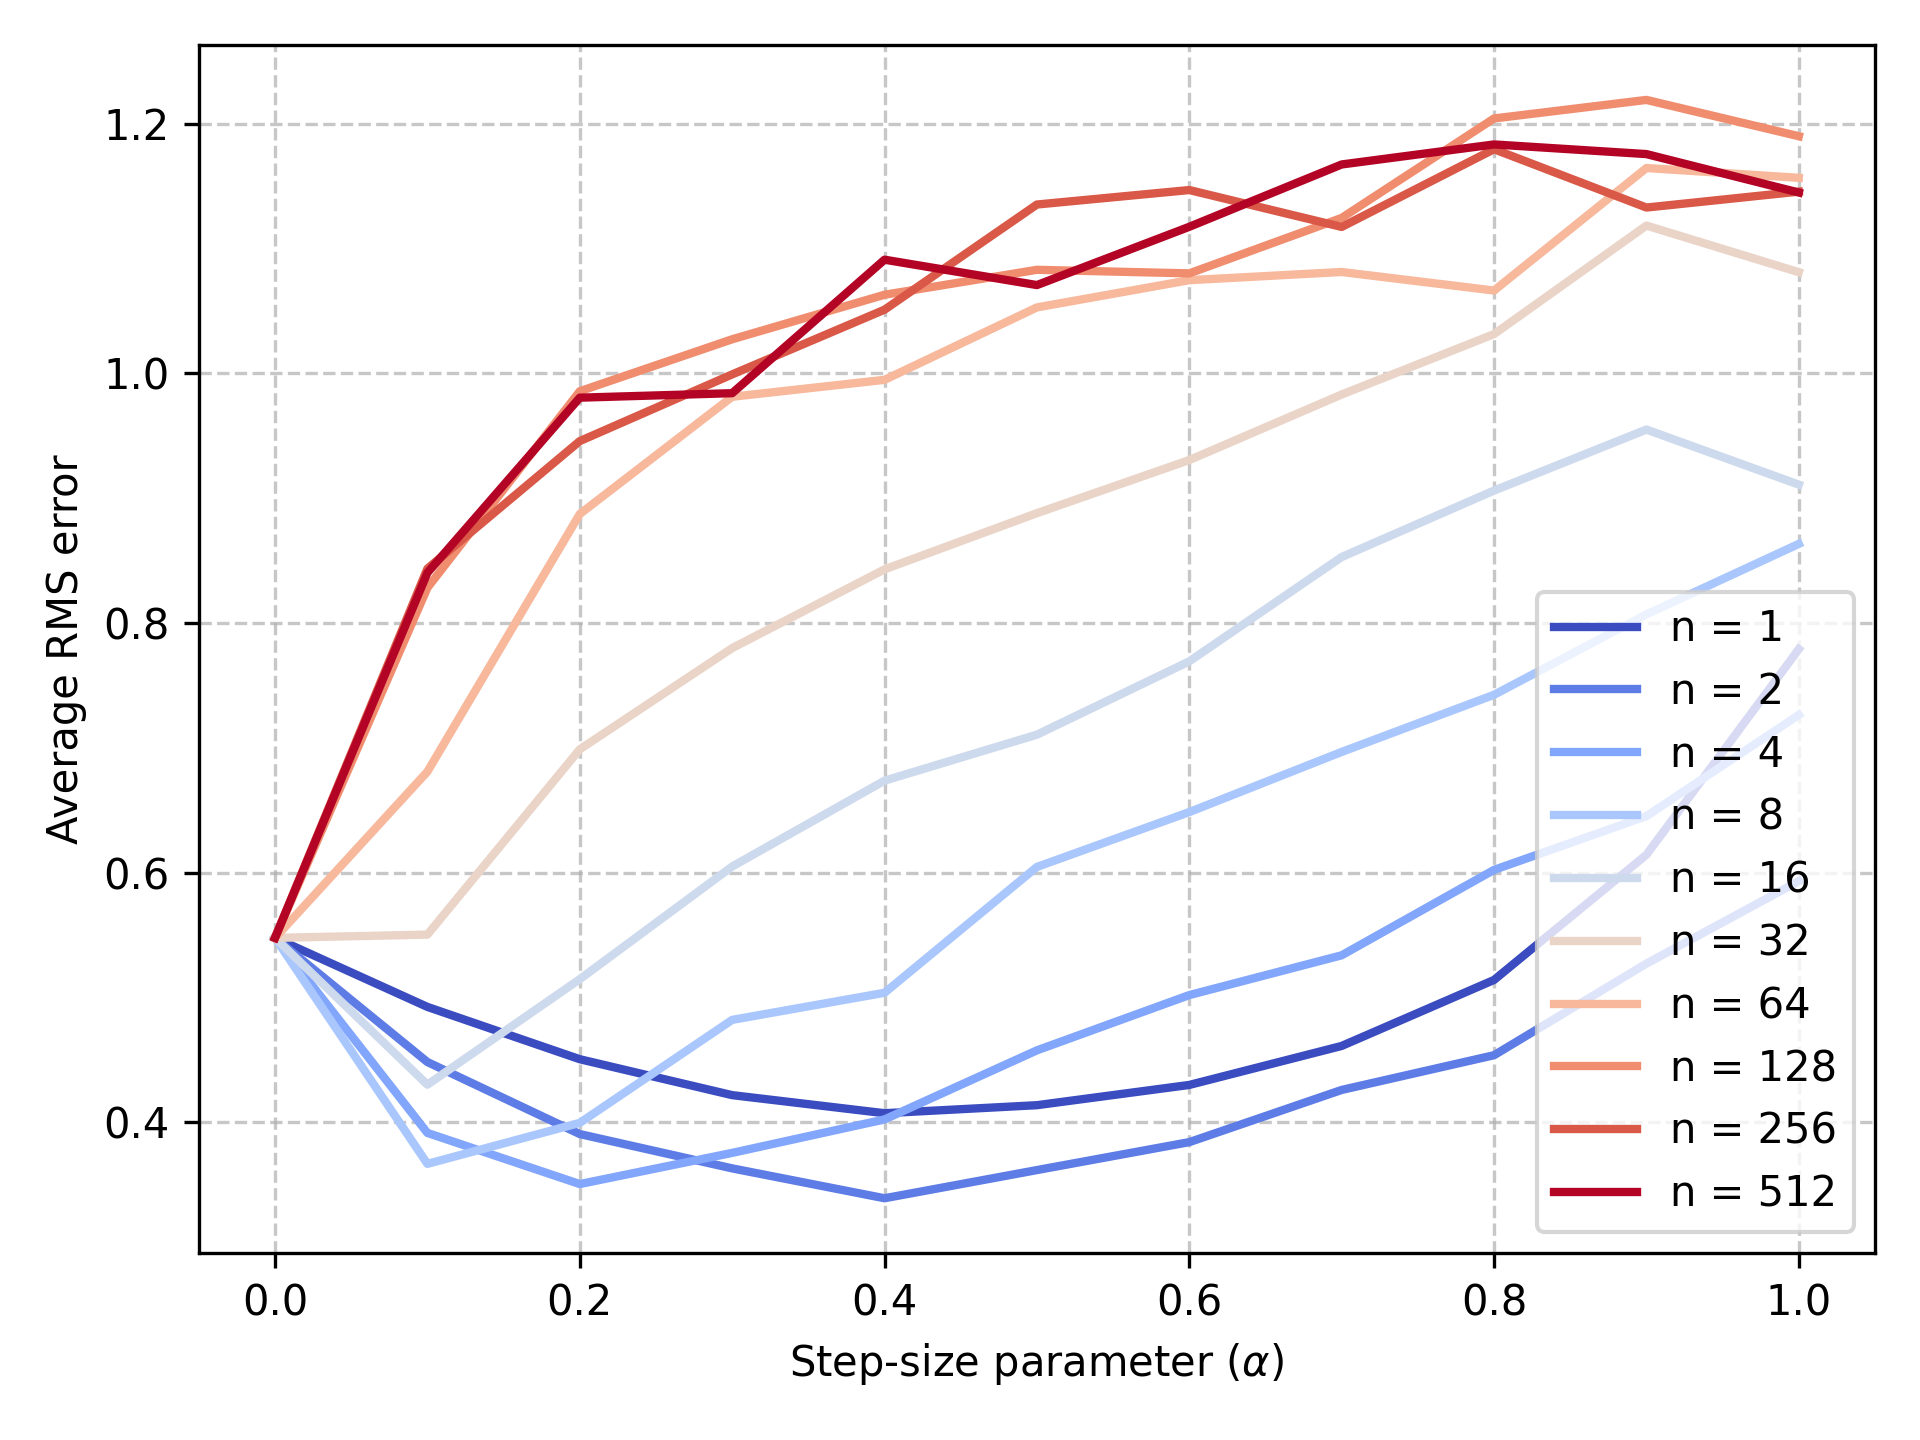 1.2
1.0
0.8
0.6
0.4
Average RMS error
0.0 0.2 0.4 0.6 0.8 1.0
Step-size parameter (α)
n = 1
n = 2
n = 4
n = 8
n = 16
n = 32
n = 64
n = 128
n = 256
n = 512